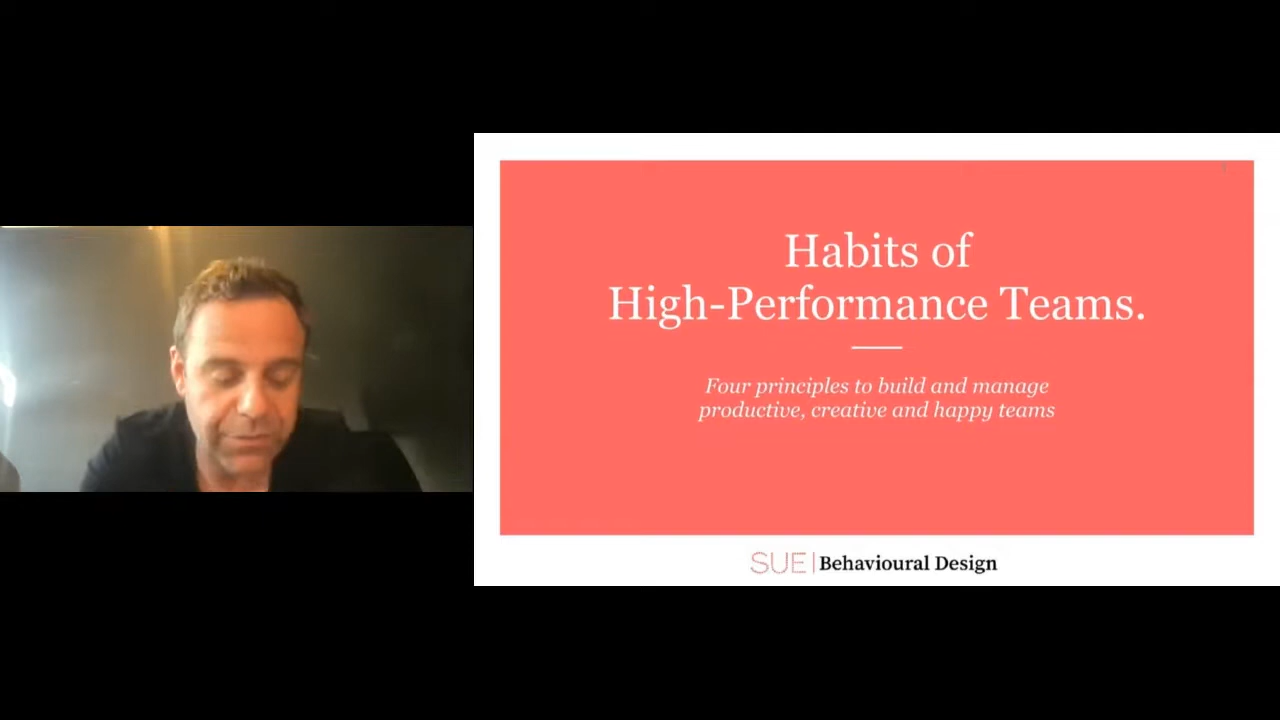 Habits of
High-Performance Teams.
Four principles to build and manage
productive, creative and happy teams
SUE | Behavioural Design